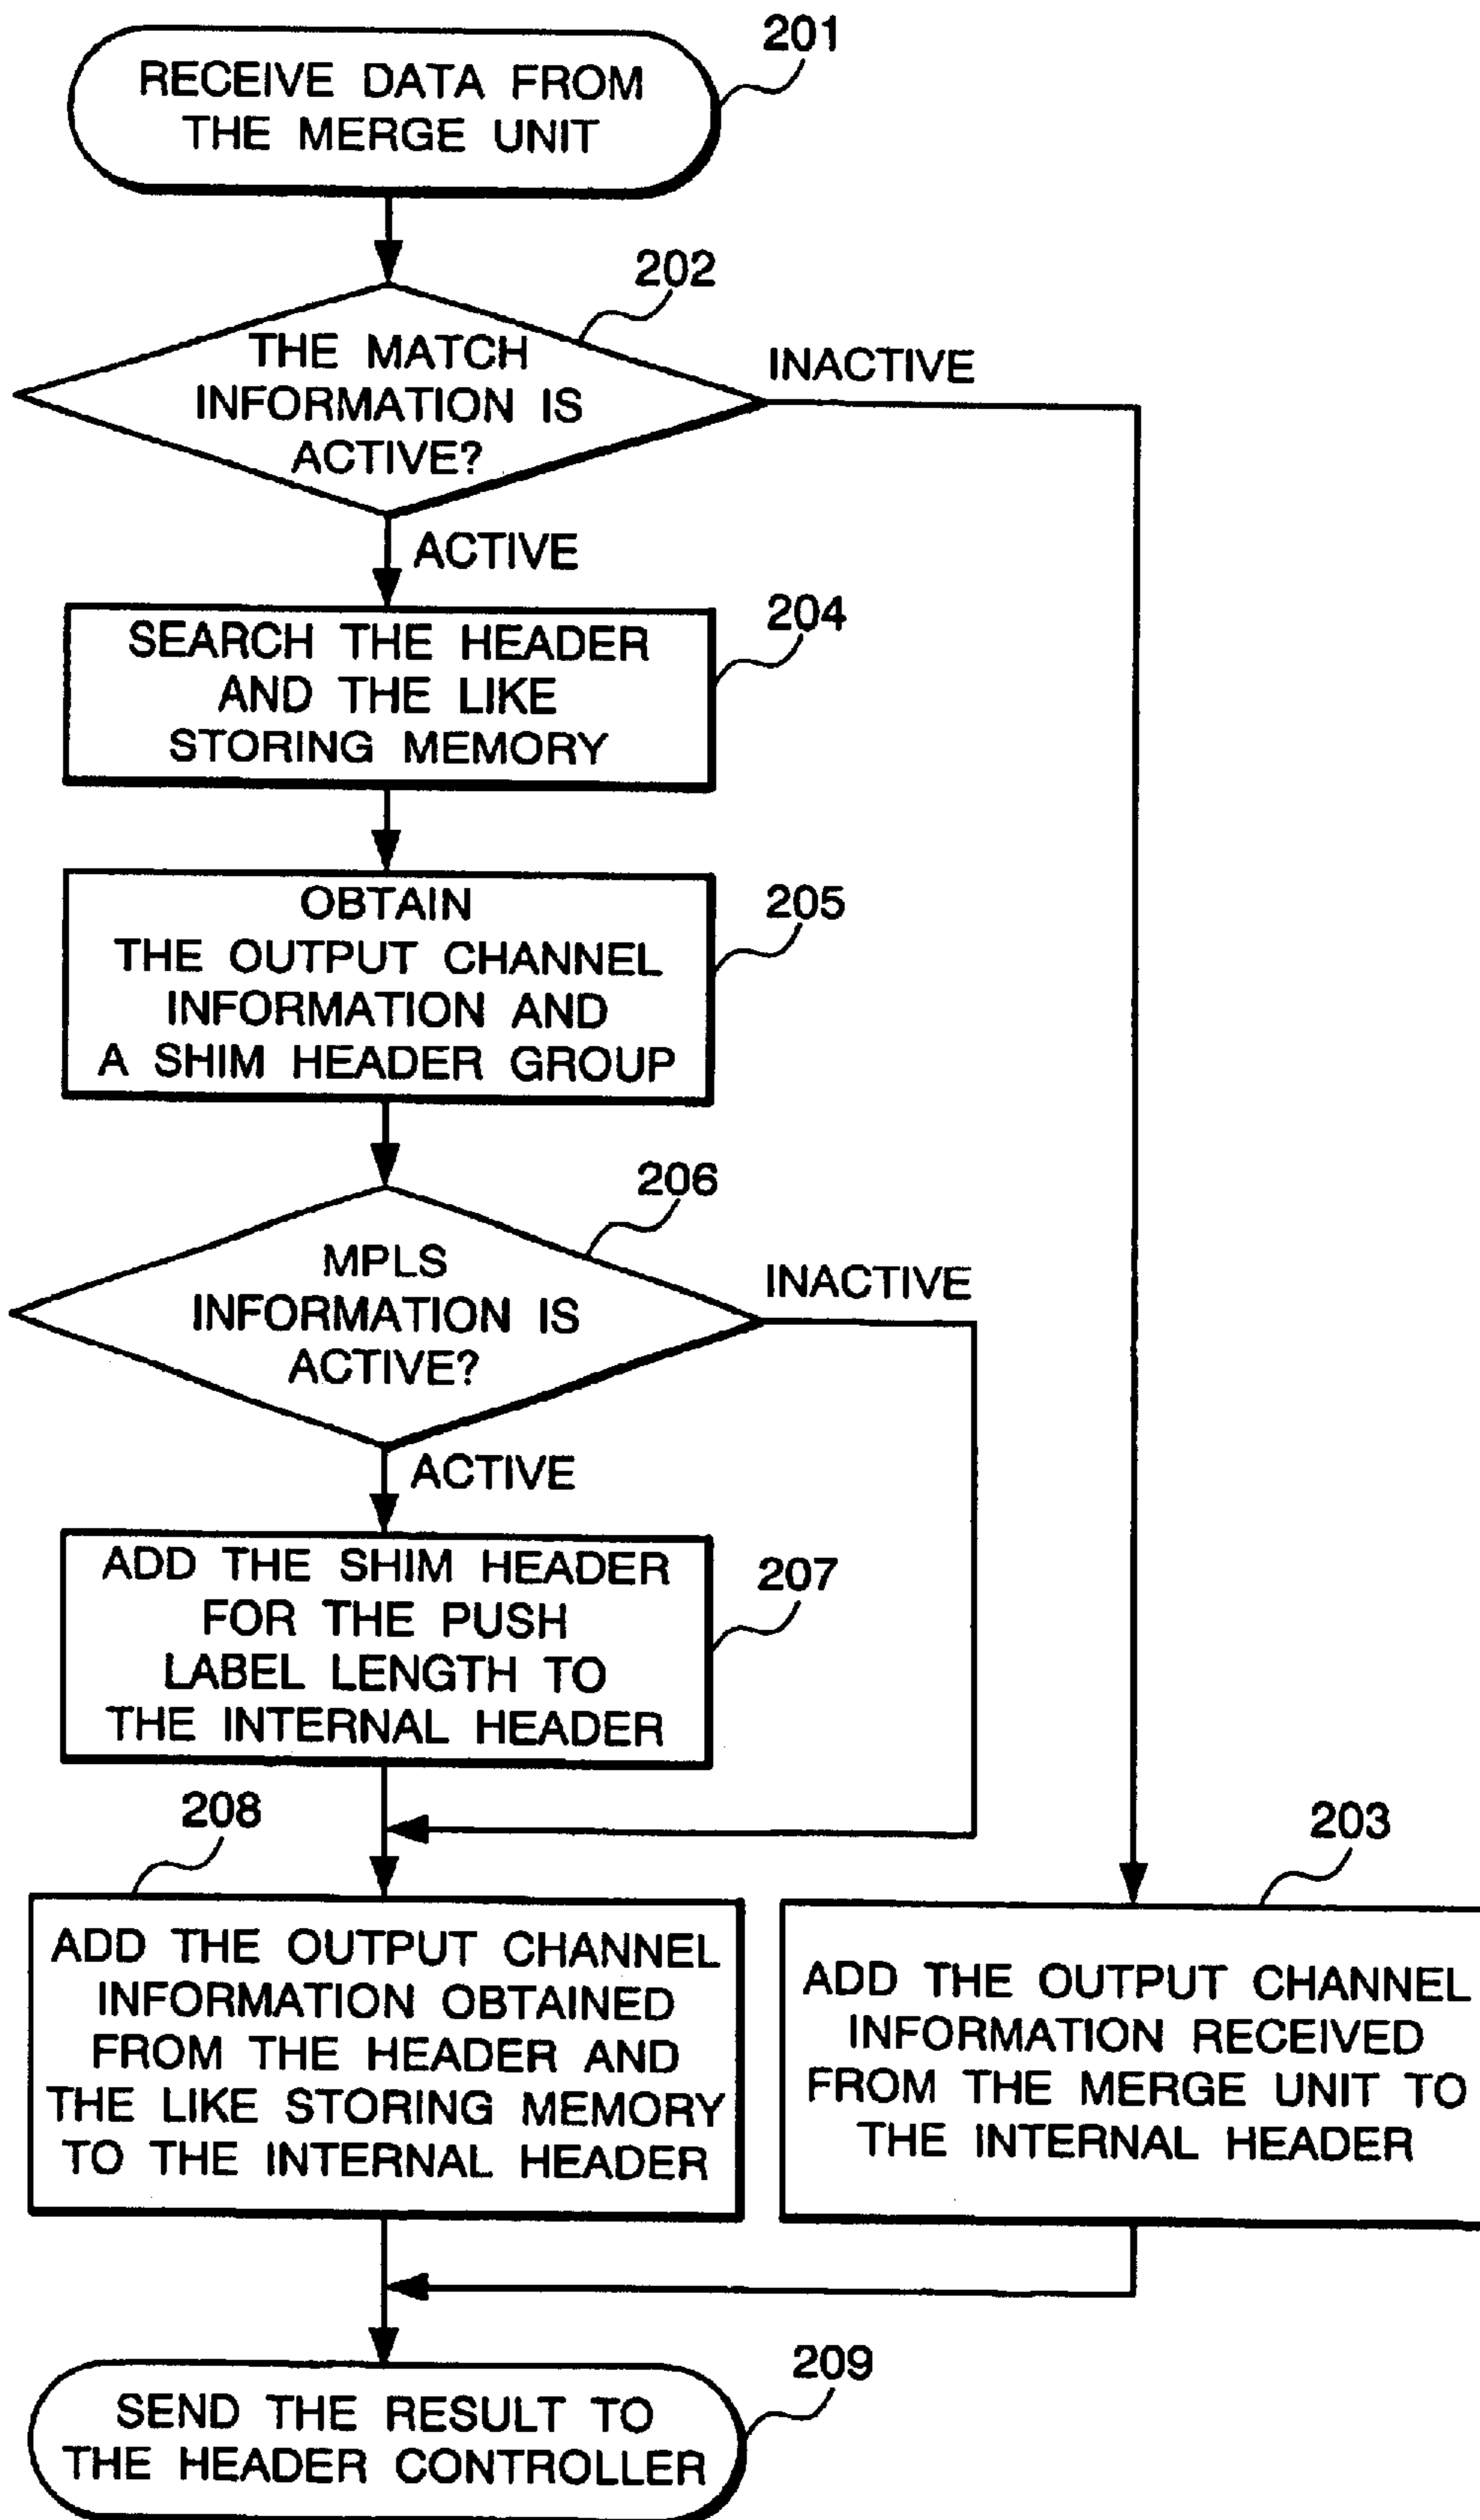 201
RECEIVE DATA FROM
THE MERGE UNIT
202
THE MATCH
INFORMATION IS
ACTIVE?
INACTIVE
ACTIVE
204
SEARCH THE HEADER
AND THE LIKE
STORING MEMORY
205
OBTAIN
THE OUTPUT CHANNEL
INFORMATION AND
A SHIM HEADER GROUP
206
MPLS
INFORMATION IS
ACTIVE?
INACTIVE
ACTIVE
207
ADD THE SHIM HEADER
FOR THE PUSH
LABEL LENGTH TO
THE INTERNAL HEADER
208
ADD THE OUTPUT CHANNEL
INFORMATION OBTAINED
FROM THE HEADER AND
THE LIKE STORING MEMORY
TO THE INTERNAL HEADER
203
ADD THE OUTPUT CHANNEL
INFORMATION RECEIVED
FROM THE MERGE UNIT TO
THE INTERNAL HEADER
209
SEND THE RESULT TO
THE HEADER CONTROLLER